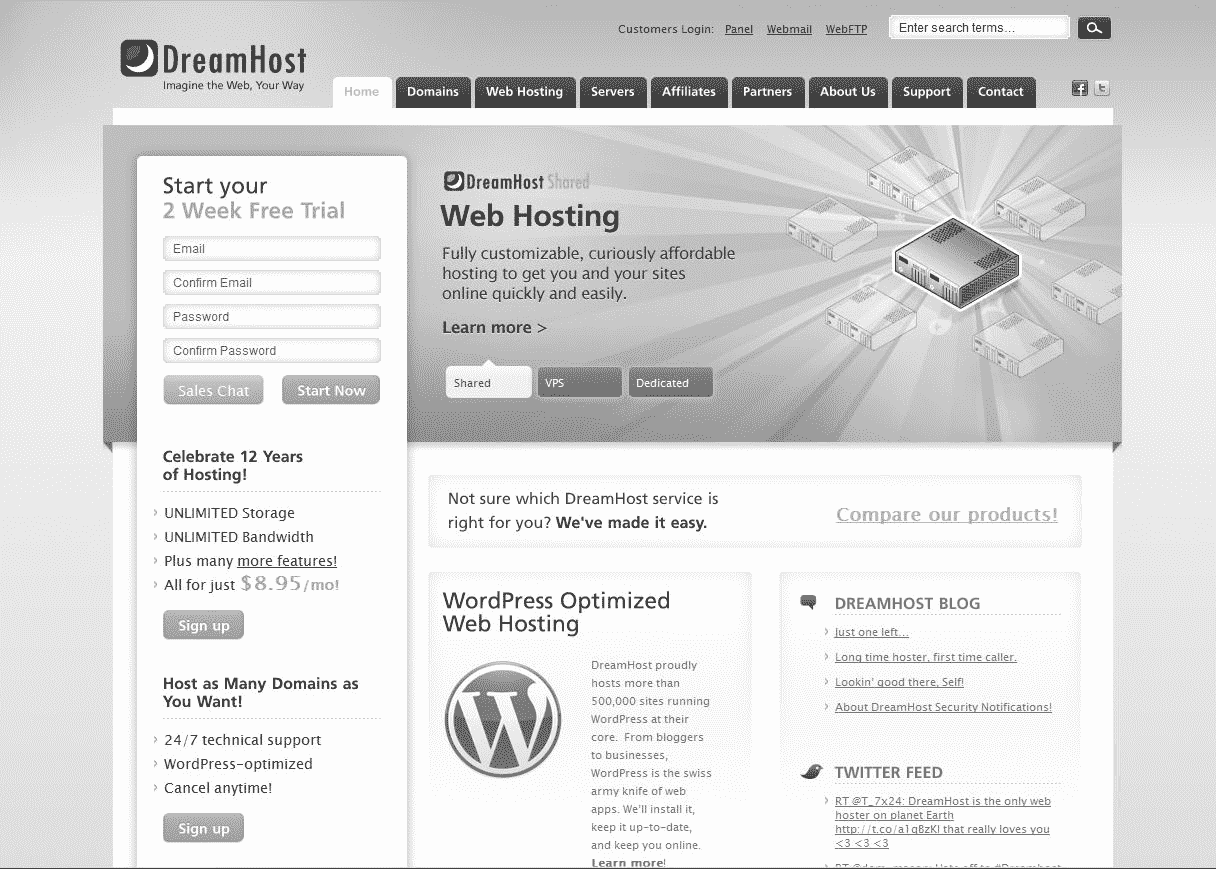 Customers Login: Panel Webmail WebFTP
Enter search terms...
DreamHost
Imagine the Web, Your Way
Home Domains Web Hosting Servers Affiliates Partners About Us Support Contact
Start your
2 Week Free Trial
Email
Confirm Email
Password
Confirm Password
Sales Chat Start Now
DreamHost Shared
Web Hosting
Fully customizable, curiously affordable
hosting to get you and your sites
online quickly and easily.
Learn more >
Shared VPS Dedicated
Celebrate 12 Years
of Hosting!
UNLIMITED Storage
UNLIMITED Bandwidth
Plus many more features!
All for just $8.95/mo!
Sign up
Host as Many Domains as
You Want!
24/7 technical support
WordPress-optimized
Cancel anytime!
Sign up
Not sure which DreamHost service is
right for you? We've made it easy.
Compare our products!
WordPress Optimized
Web Hosting
DreamHost proudly
hosts more than
500,000 sites running
WordPress at their
core. From bloggers
to businesses,
WordPress is the swiss
army knife of web
apps. We'll install it,
keep it up-to-date,
and keep you online.
Learn more!
DREAMHOST BLOG
Just one left...
Long time hoster, first time caller.
Lookin' good there, Self!
About DreamHost Security Notifications!
TWITTER FEED
RT @T_7x24: DreamHost is the only web
hoster on planet Earth
http://t.co/a1qBzKl that really loves you
<3 <3 <3